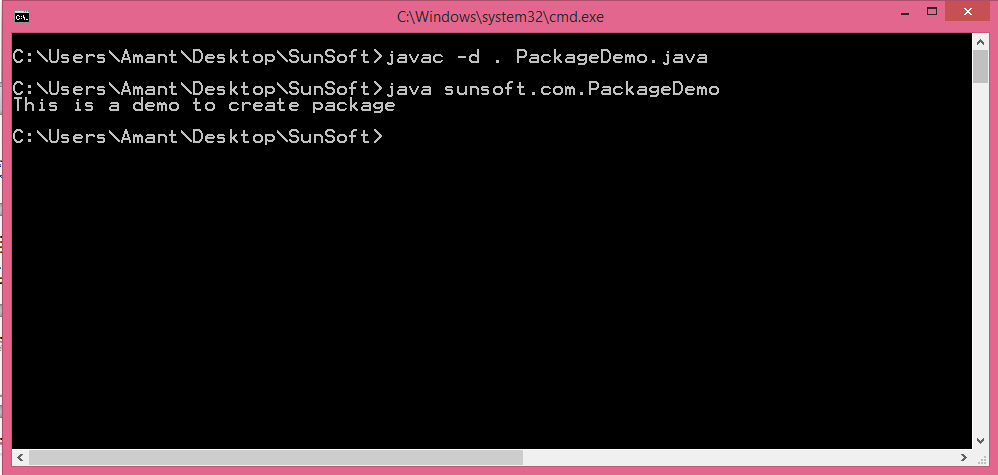 C:\Windows\system32\cmd.exe
C:\Users\Amant\Desktop\SunSoft>javac -d . PackageDemo.java
C:\Users\Amant\Desktop\SunSoft>java sunsoft.com.PackageDemo
This is a demo to create package
C:\Users\Amant\Desktop\SunSoft>